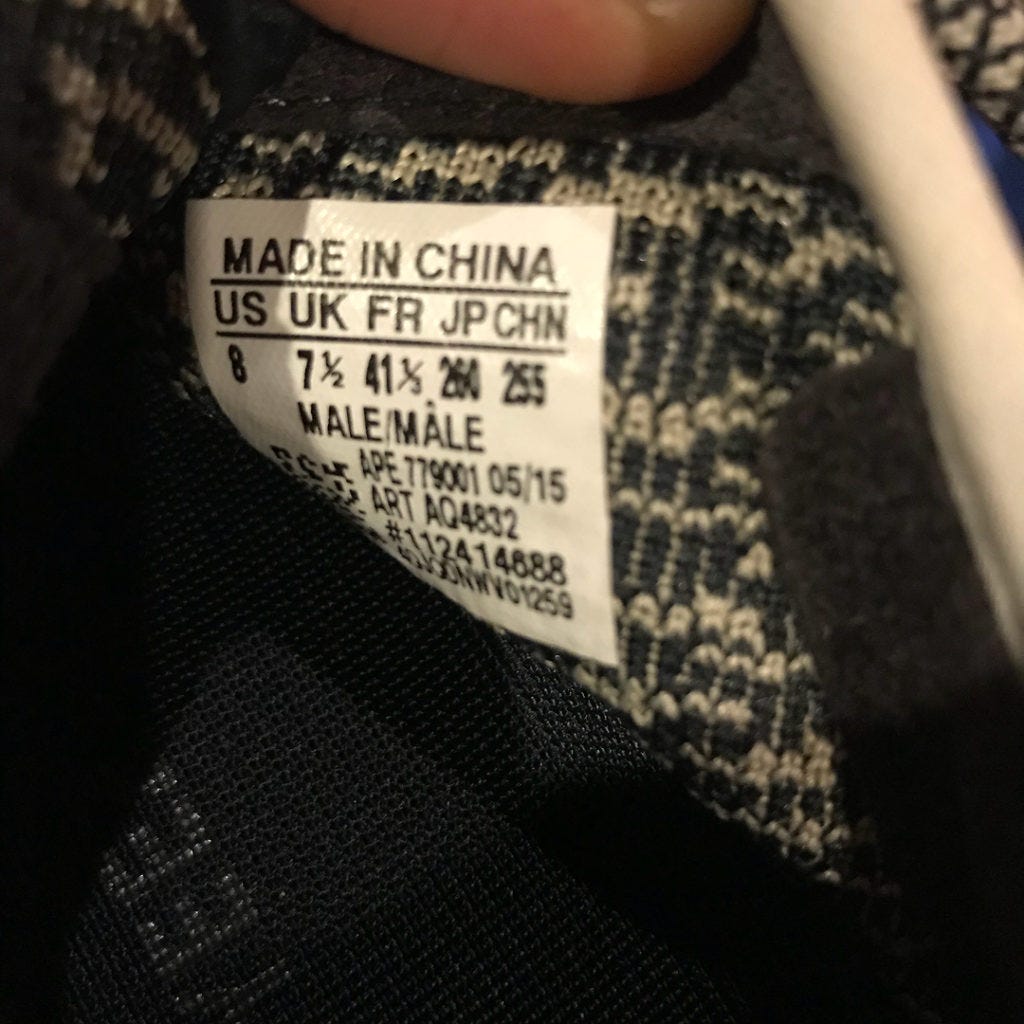 MADE IN CHINA
US UK FR JP CHN
8 7½ 41⅓ 260 255
MALE/MÂLE
APE 779001 05/15
ART AQ4832
#112414688